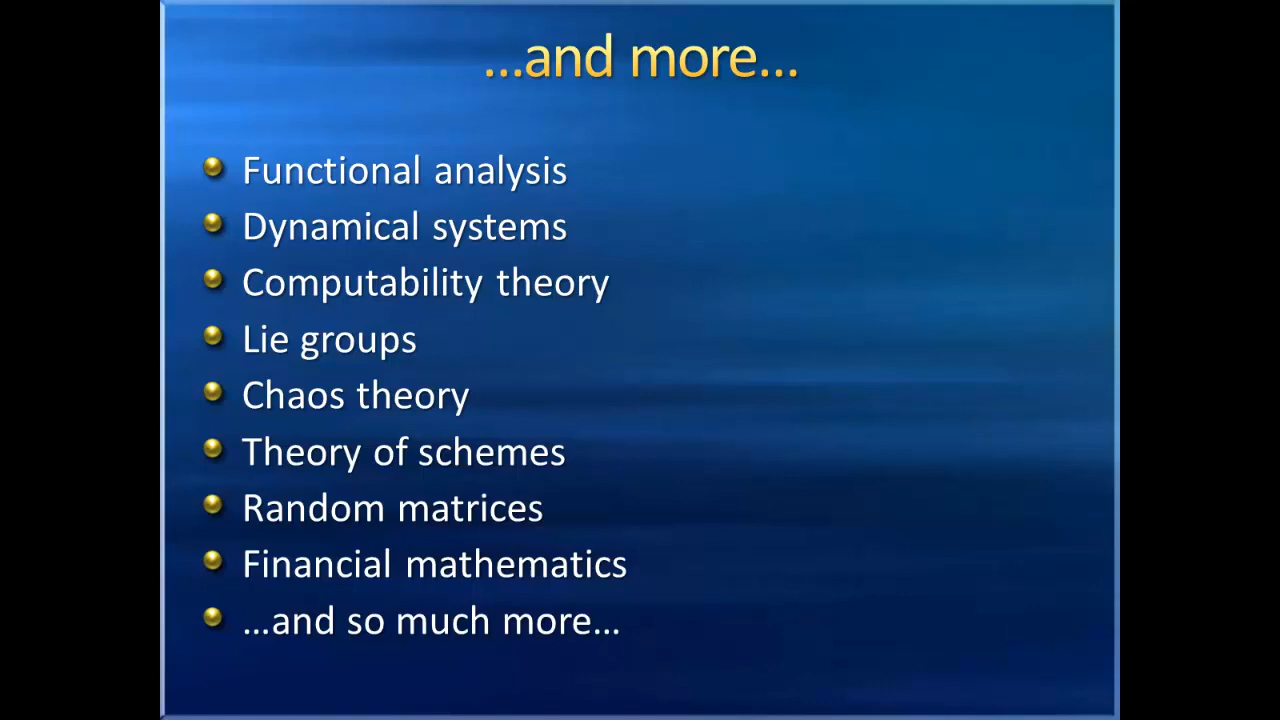 ...and more...
Functional analysis
Dynamical systems
Computability theory
Lie groups
Chaos theory
Theory of schemes
Random matrices
Financial mathematics
...and so much more...